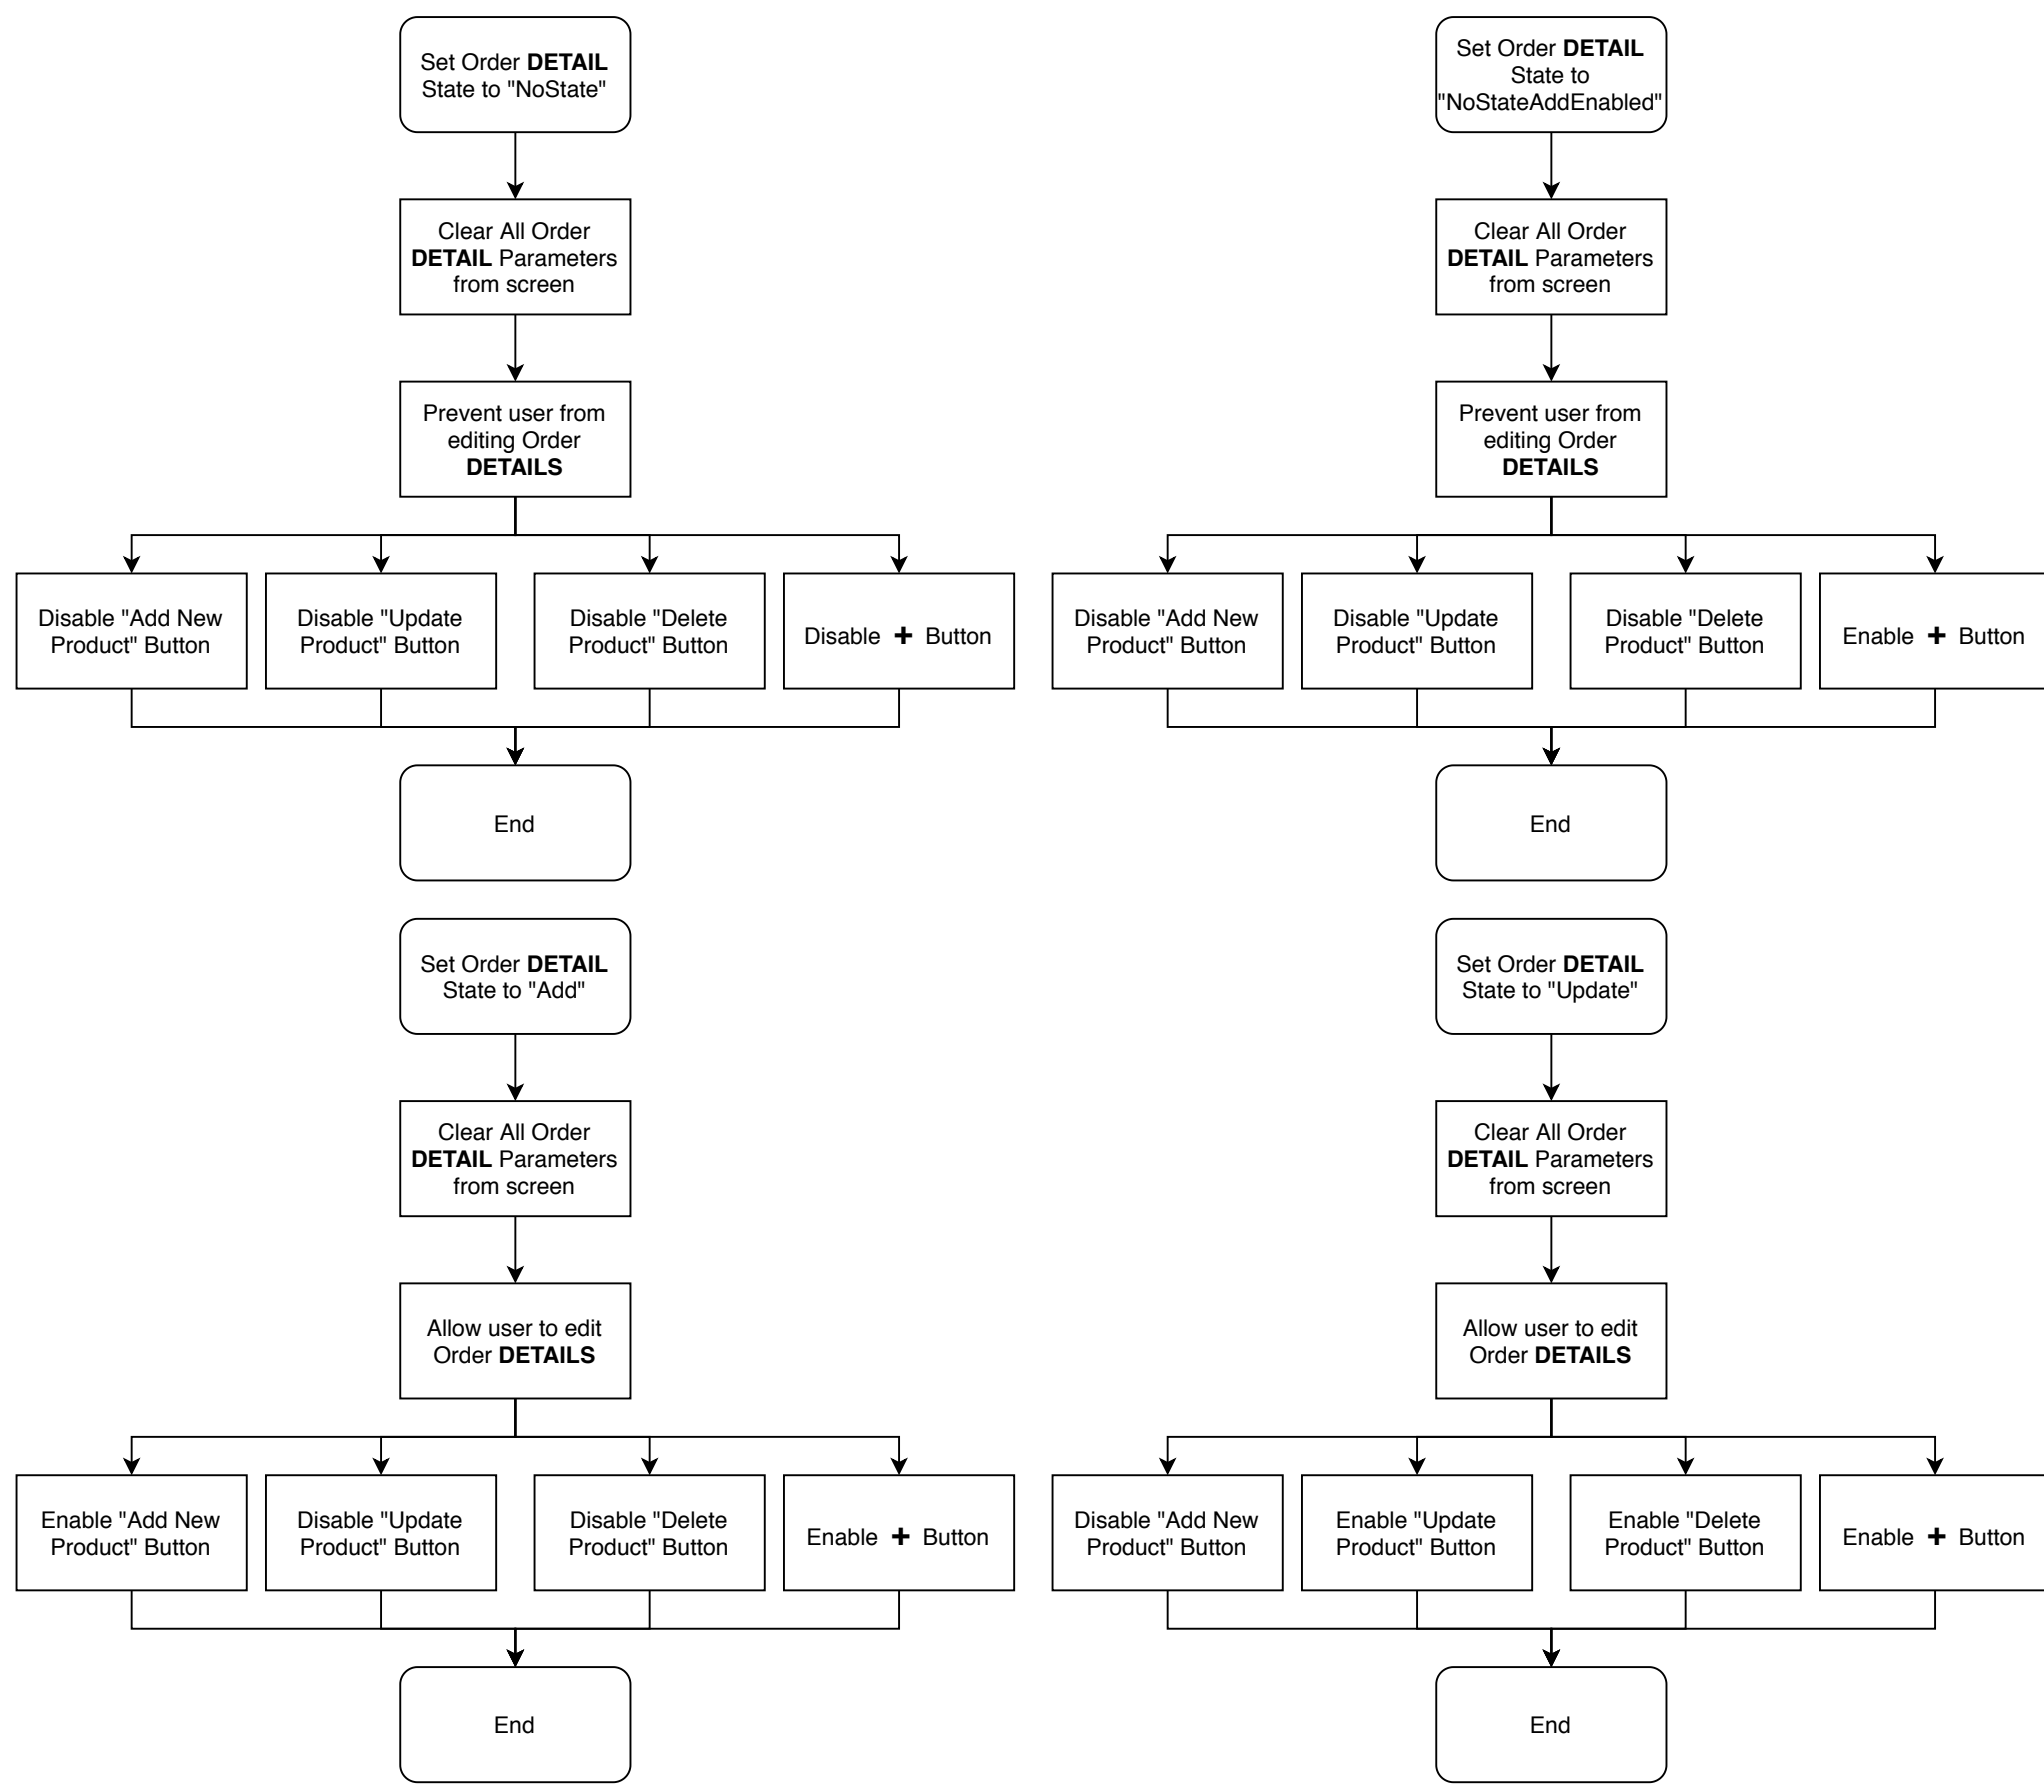 Set Order DETAIL
State to "NoState"
Clear All Order
DETAIL Parameters
from screen
Prevent user from
editing Order
DETAILS
Disable "Add New
Product" Button
Disable "Update
Product" Button
Disable "Delete
Product" Button
Disable + Button
End
Set Order DETAIL
State to
"NoStateAddEnabled"
Clear All Order
DETAIL Parameters
from screen
Prevent user from
editing Order
DETAILS
Disable "Add New
Product" Button
Disable "Update
Product" Button
Disable "Delete
Product" Button
Enable + Button
End
Set Order DETAIL
State to "Add"
Clear All Order
DETAIL Parameters
from screen
Allow user to edit
Order DETAILS
Enable "Add New
Product" Button
Disable "Update
Product" Button
Disable "Delete
Product" Button
Enable + Button
End
Set Order DETAIL
State to "Update"
Clear All Order
DETAIL Parameters
from screen
Allow user to edit
Order DETAILS
Disable "Add New
Product" Button
Enable "Update
Product" Button
Enable "Delete
Product" Button
Enable + Button
End